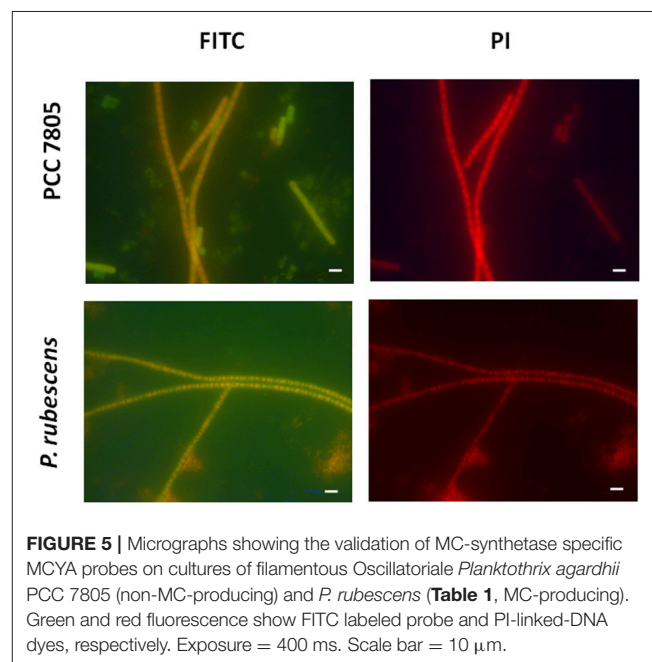 FITC
PI
PCC 7805
P. rubescens
FIGURE 5 | Micrographs showing the validation of MC-synthetase specific
MCYA probes on cultures of filamentous Oscillatoriale Planktothrix agardhii
PCC 7805 (non-MC-producing) and P. rubescens (Table 1, MC-producing).
Green and red fluorescence show FITC labeled probe and PI-linked-DNA
dyes, respectively. Exposure = 400 ms. Scale bar = 10 μm.